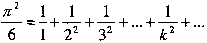 π²/6 = 1/1 + 1/2² + 1/3² + ... + 1/k² + ...